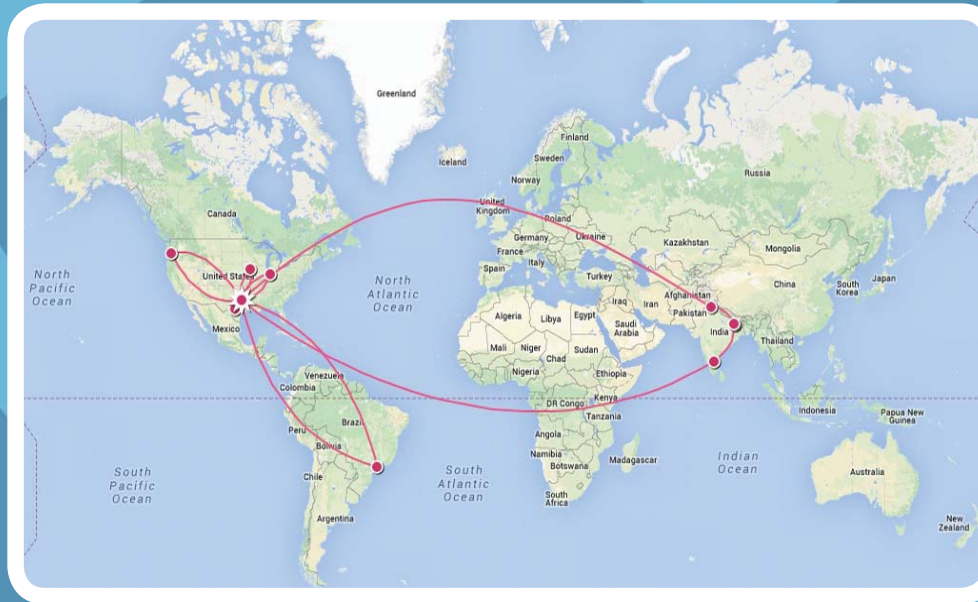 Greenland
Iceland
Finland
Sweden
Norway
Russia
United
Kingdom
Poland
Canada
Germany
Ukraine
Kazakhstan
Mongolia
France
Italy
Spain
Turkey
United States
North
Pacific
Ocean
North
Atlantic
Ocean
China
South
Korea
Japan
Iraq
Iran
Afghanistan
Pakistan
Algeria
Libya
Egypt
Saudi
Arabia
India
Mexico
Thailand
Mali
Niger
Chad
Sudan
Nigeria
Ethiopia
Venezuela
Colombia
DR Congo
Kenya
Tanzania
Indonesia
Papua New
Guinea
Peru
Brazil
Bolivia
Angola
Namibia
Botswana
Madagascar
Indian
Ocean
South
Pacific
Ocean
Chile
South
Atlantic
Ocean
South
Africa
Australia
Argentina
New
Zealand